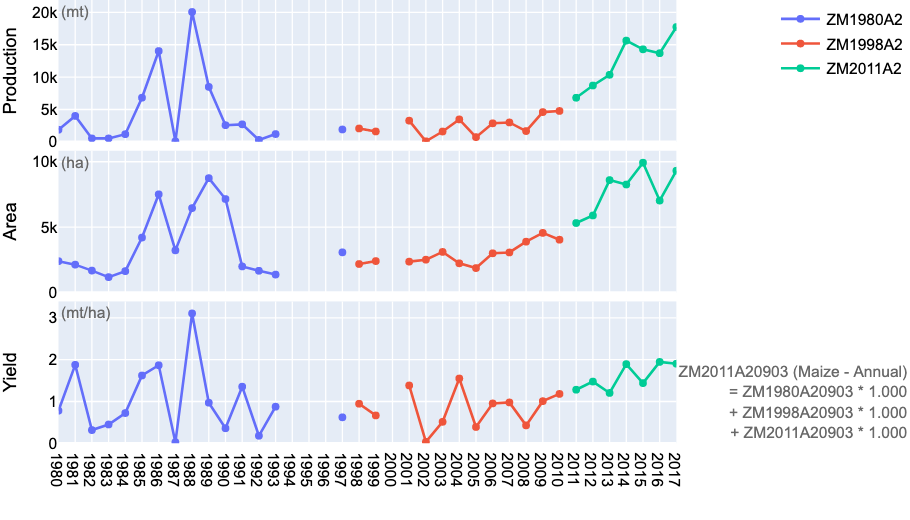 Production
(mt)
20k
15k
10k
5k
0
Area
(ha)
10k
5k
0
Yield
(mt/ha)
3
2
1
0
1980 1981 1982 1983 1984 1985 1986 1987 1988 1989 1990 1991 1992 1993 1994 1995 1996 1997 1998 1999 2000 2001 2002 2003 2004 2005 2006 2007 2008 2009 2010 2011 2012 2013 2014 2015 2016 2017
ZM1980A2
ZM1998A2
ZM2011A2
ZM2011A20903 (Maize - Annual)
= ZM1980A20903 * 1.000
+ ZM1998A20903 * 1.000
+ ZM2011A20903 * 1.000